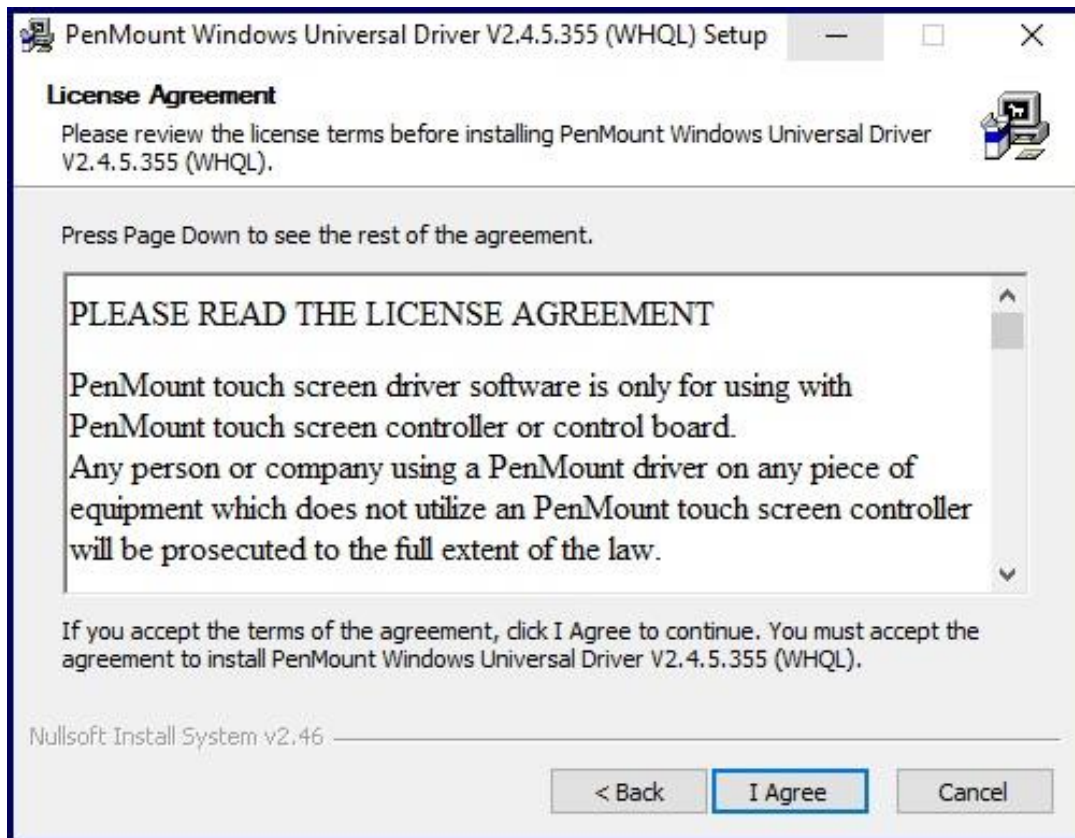 PenMount Windows Universal Driver V2.4.5.355 (WHQL) Setup
License Agreement
Please review the license terms before installing PenMount Windows Universal Driver
V2.4.5.355 (WHQL).
Press Page Down to see the rest of the agreement.
PLEASE READ THE LICENSE AGREEMENT
PenMount touch screen driver software is only for using with
PenMount touch screen controller or control board.
Any person or company using a PenMount driver on any piece of
equipment which does not utilize an PenMount touch screen controller
will be prosecuted to the full extent of the law.
If you accept the terms of the agreement, click I Agree to continue. You must accept the
agreement to install PenMount Windows Universal Driver V2.4.5.355 (WHQL).
Nullsoft Install System v2.46
< Back
I Agree
Cancel